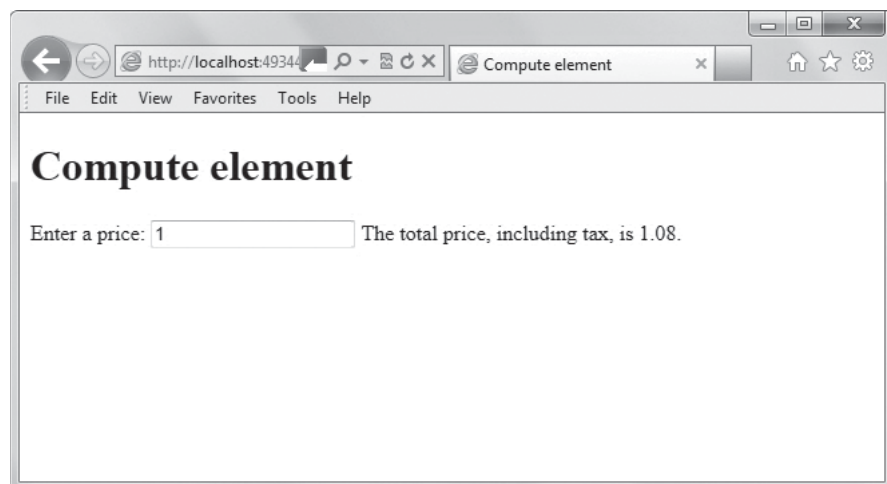 http://localhost:4934
Compute element
File Edit View Favorites Tools Help
Compute element
Enter a price: 1 The total price, including tax, is 1.08.